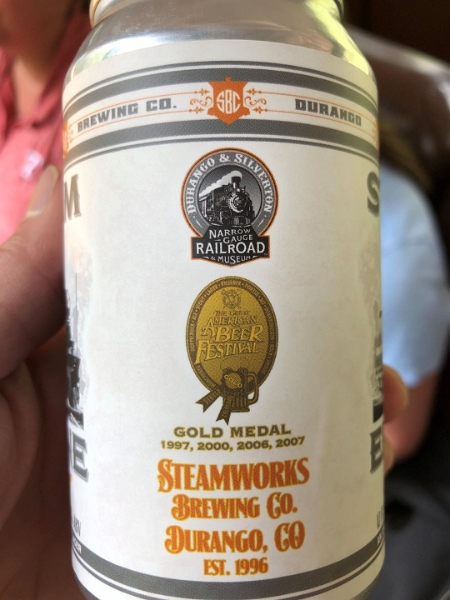 BREWING CO. SBC DURANGO
DURANGO & SILVERTON
NARROW
GAUGE
RAILROAD
& MUSEUM
THE GREAT
AMERICAN
BEER
FESTIVAL
GOLD MEDAL
1997, 2000, 2006, 2007
STEAMWORKS
BREWING CO.
DURANGO, CO
EST. 1996